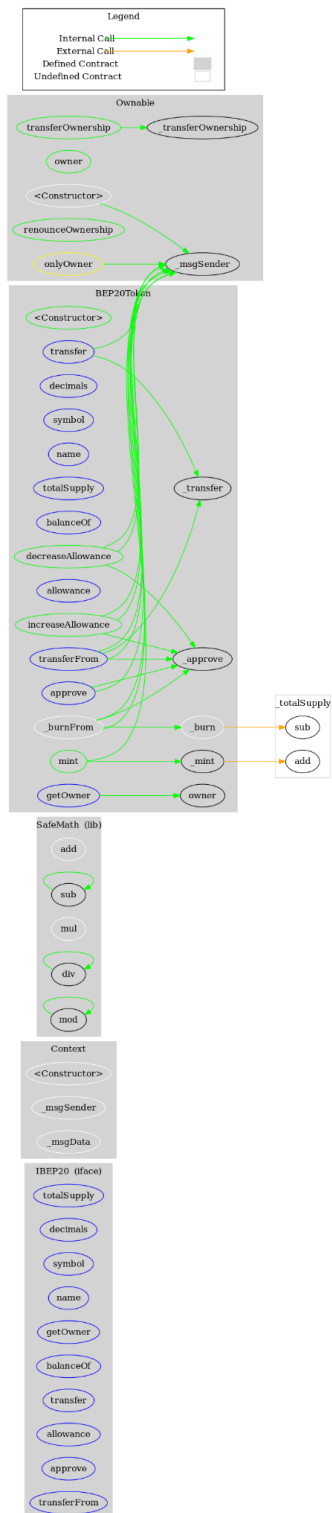 Legend
Internal Call
External Call
Defined Contract
Undefined Contract
Ownable
transferOwnership
_transferOwnership
owner
<Constructor>
renounceOwnership
onlyOwner
_msgSender
BEP20Token
<Constructor>
transfer
decimals
symbol
name
totalSupply
_transfer
balanceOf
decreaseAllowance
allowance
increaseAllowance
transferFrom
_approve
approve
_burnFrom
_burn
mint
_mint
getOwner
owner
_totalSupply
sub
add
SafeMath (lib)
add
sub
mul
div
mod
Context
<Constructor>
_msgSender
_msgData
IBEP20 (iface)
totalSupply
decimals
symbol
name
getOwner
balanceOf
transfer
allowance
approve
transferFrom